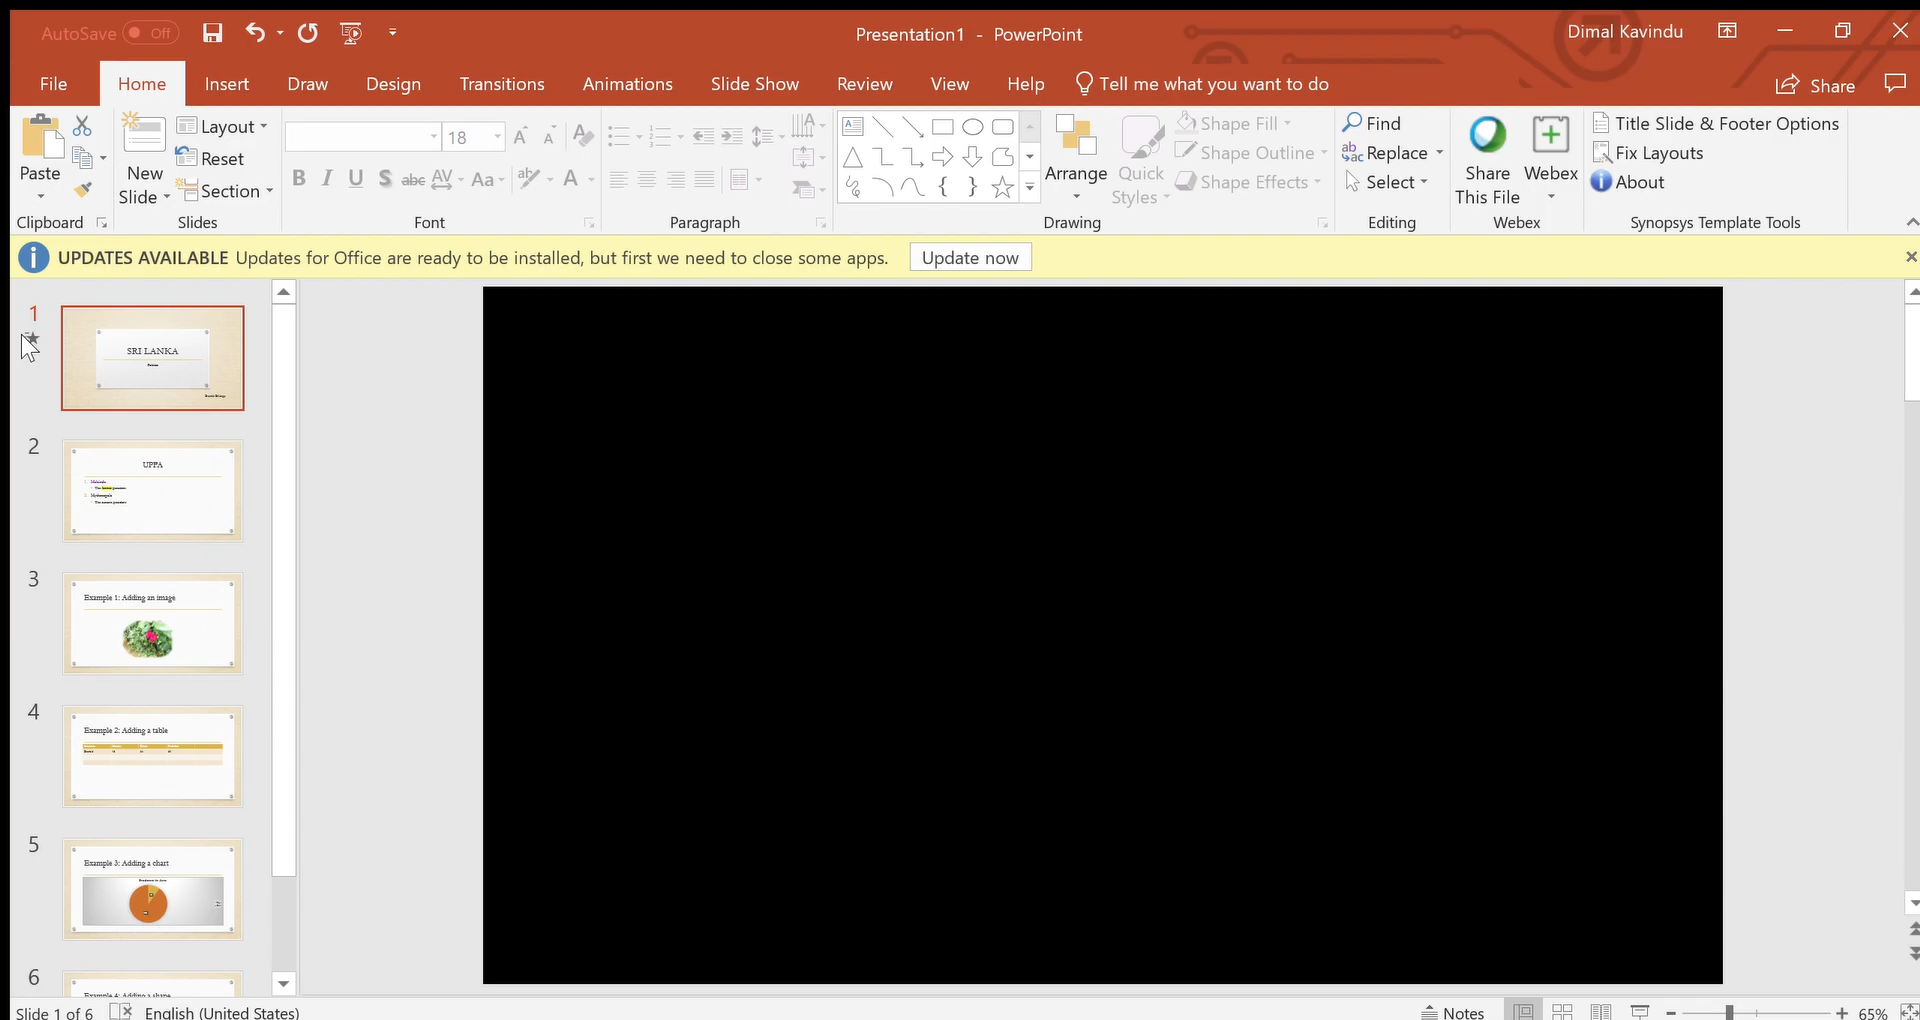 AutoSave Off
Presentation1 - PowerPoint
Dimal Kavindu
File Home Insert Draw Design Transitions Animations Slide Show Review View Help Tell me what you want to do
Share
Paste
New
Slide
Layout
Reset
Section
18
Arrange
Quick
Styles
Shape Fill
Shape Outline
Shape Effects
Find
Replace
Select
Share
This File
Webex
Title Slide & Footer Options
Fix Layouts
About
Clipboard Slides Font Paragraph Drawing Editing Webex Synopsys Template Tools
UPDATES AVAILABLE Updates for Office are ready to be installed, but first we need to close some apps. Update now
1
SRI LANKA
2
UPFA
3
Example 1: Adding an image
4
Example 2: Adding a table
5
Example 3: Adding a chart
6
Example 4: Adding a shape
Slide 1 of 6 English (United States) Notes 65%